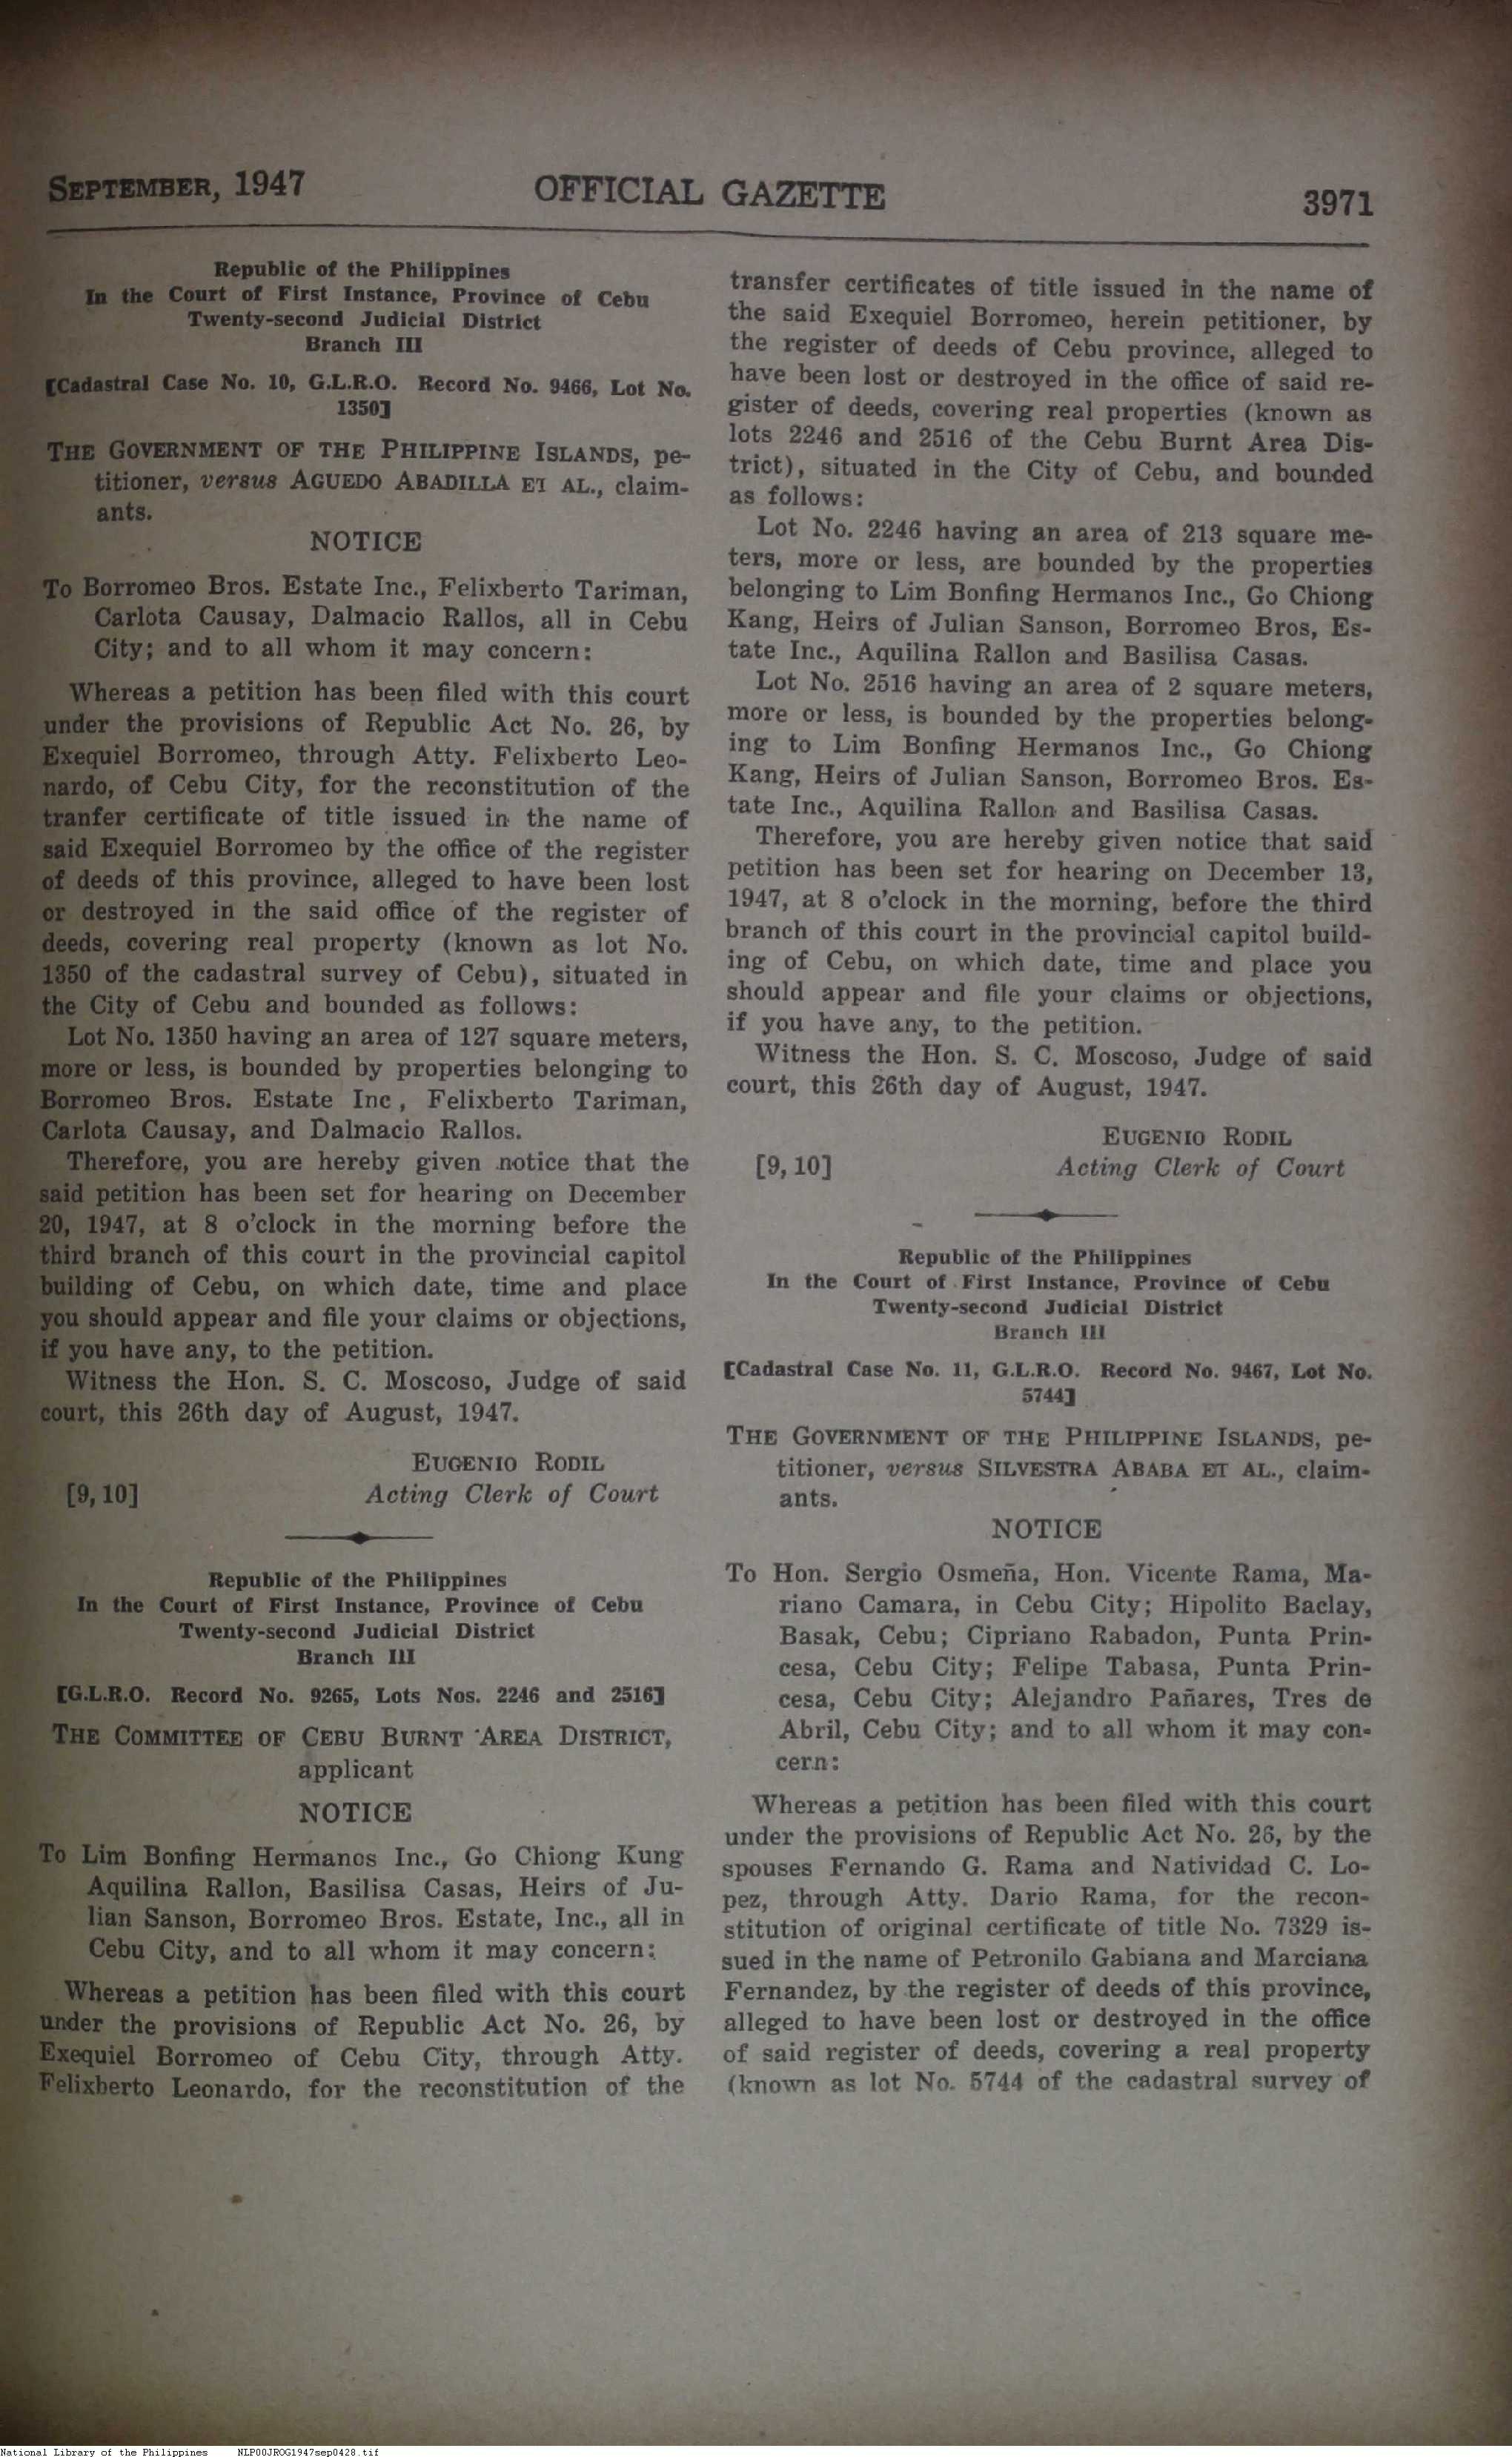 SEPTEMBER, 1947 OFFICIAL GAZETTE 3971
Republic of the Philippines
In the Court of First Instance, Province of Cebu
Twenty-second Judicial District
Branch III
[Cadastral Case No. 10, G.L.R.O. Record No. 9466, Lot No.
1350]
THE GOVERNMENT OF THE PHILIPPINE ISLANDS, pe-
titioner, versus AGUEDO ABADILLA ET AL., claim-
ants.
NOTICE
To Borromeo Bros. Estate Inc., Felixberto Tariman,
Carlota Causay, Dalmacio Rallos, all in Cebu
City; and to all whom it may concern:
Whereas a petition has been filed with this court
under the provisions of Republic Act No. 26, by
Exequiel Borromeo, through Atty. Felixberto Leo-
nardo, of Cebu City, for the reconstitution of the
tranfer certificate of title issued in the name of
said Exequiel Borromeo by the office of the register
of deeds of this province, alleged to have been lost
or destroyed in the said office of the register of
deeds, covering real property (known as lot No.
1350 of the cadastral survey of Cebu), situated in
the City of Cebu and bounded as follows:
Lot No. 1350 having an area of 127 square meters,
more or less, is bounded by properties belonging to
Borromeo Bros. Estate Inc, Felixberto Tariman,
Carlota Causay, and Dalmacio Rallos.
Therefore, you are hereby given notice that the
said petition has been set for hearing on December
20, 1947, at 8 o'clock in the morning before the
third branch of this court in the provincial capitol
building of Cebu, on which date, time and place
you should appear and file your claims or objections,
if you have any, to the petition.
Witness the Hon. S. C. Moscoso, Judge of said
court, this 26th day of August, 1947.
EUGENIO RODIL
[9, 10] Acting Clerk of Court
Republic of the Philippines
In the Court of First Instance, Province of Cebu
Twenty-second Judicial District
Branch III
[G.L.R.O. Record No. 9265, Lots Nos. 2246 and 2516]
THE COMMITTEE OF CEBU BURNT AREA DISTRICT,
applicant
NOTICE
To Lim Bonfing Hermanos Inc., Go Chiong Kung
Aquilina Rallon, Basilisa Casas, Heirs of Ju-
lian Sanson, Borromeo Bros. Estate, Inc., all in
Cebu City, and to all whom it may concern:
Whereas a petition has been filed with this court
under the provisions of Republic Act No. 26, by
Exequiel Borromeo of Cebu City, through Atty.
Felixberto Leonardo, for the reconstitution of the
transfer certificates of title issued in the name of
the said Exequiel Borromeo, herein petitioner, by
the register of deeds of Cebu province, alleged to
have been lost or destroyed in the office of said re-
gister of deeds, covering real properties (known as
lots 2246 and 2516 of the Cebu Burnt Area Dis-
trict), situated in the City of Cebu, and bounded
as follows:
Lot No. 2246 having an area of 213 square me-
ters, more or less, are bounded by the properties
belonging to Lim Bonfing Hermanos Inc., Go Chiong
Kang, Heirs of Julian Sanson, Borromeo Bros, Es-
tate Inc., Aquilina Rallon and Basilisa Casas.
Lot No. 2516 having an area of 2 square meters,
more or less, is bounded by the properties belong-
ing to Lim Bonfing Hermanos Inc., Go Chiong
Kang, Heirs of Julian Sanson, Borromeo Bros. Es-
tate Inc., Aquilina Rallon and Basilisa Casas.
Therefore, you are hereby given notice that said
petition has been set for hearing on December 13,
1947, at 8 o'clock in the morning, before the third
branch of this court in the provincial capitol build-
ing of Cebu, on which date, time and place you
should appear and file your claims or objections,
if you have any, to the petition.
Witness the Hon. S. C. Moscoso, Judge of said
court, this 26th day of August, 1947.
EUGENIO RODIL
[9, 10] Acting Clerk of Court
Republic of the Philippines
In the Court of First Instance, Province of Cebu
Twenty-second Judicial District
Branch III
[Cadastral Case No. 11, G.L.R.O. Record No. 9467, Lot No.
5744]
THE GOVERNMENT OF THE PHILIPPINE ISLANDS, pe-
titioner, versus SILVESTRA ABABA ET AL., claim-
ants.
NOTICE
To Hon. Sergio Osmeña, Hon. Vicente Rama, Ma-
riano Camara, in Cebu City; Hipolito Baclay,
Basak, Cebu; Cipriano Rabadon, Punta Prin-
cesa, Cebu City; Felipe Tabasa, Punta Prin-
cesa, Cebu City; Alejandro Pañares, Tres de
Abril, Cebu City; and to all whom it may con-
cern:
Whereas a petition has been filed with this court
under the provisions of Republic Act No. 26, by the
spouses Fernando G. Rama and Natividad C. Lo-
pez, through Atty. Dario Rama, for the recon-
stitution of original certificate of title No. 7329 is-
sued in the name of Petronilo Gabiana and Marciana
Fernandez, by the register of deeds of this province,
alleged to have been lost or destroyed in the office
of said register of deeds, covering a real property
(known as lot No. 5744 of the cadastral survey of
National Library of the Philippines NLP00JROG1947sep0428.tif